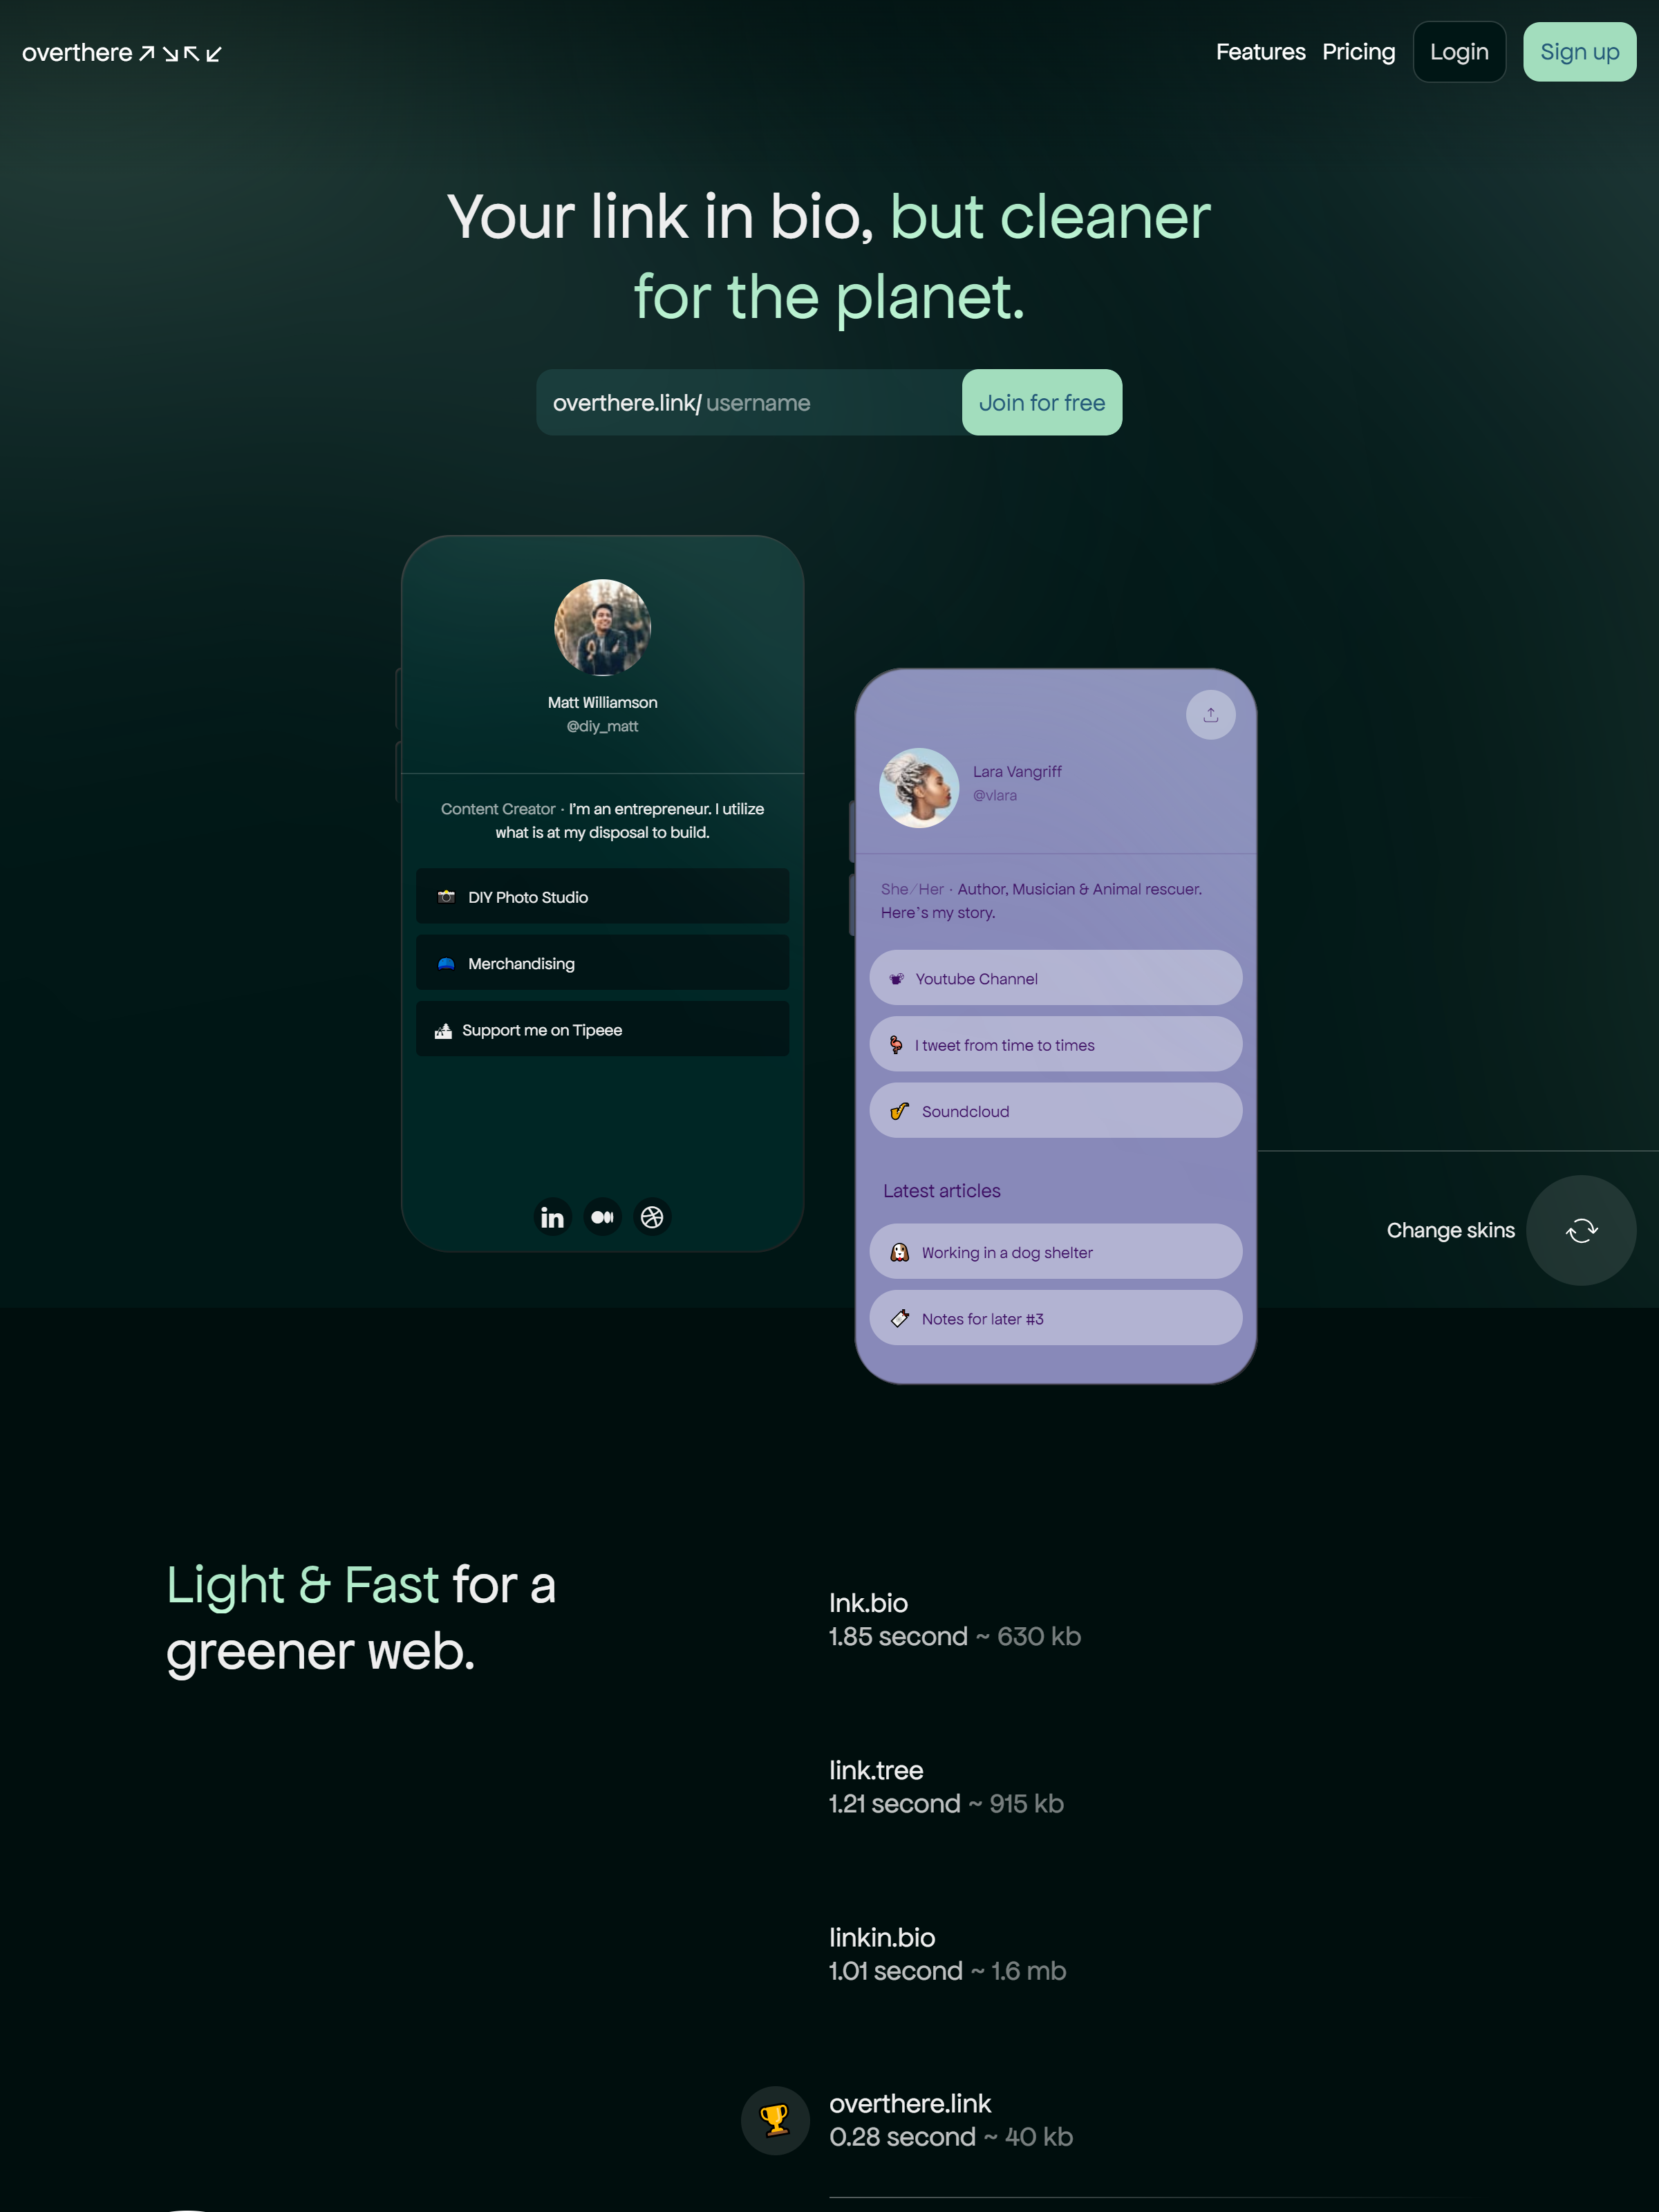 overthere ↗ ↘ ↖ ↙
Features Pricing Login Sign up
Your link in bio, but cleaner
for the planet.
overthere.link/ username Join for free
Matt Williamson
@diy_matt
Content Creator · I'm an entrepreneur. I utilize
what is at my disposal to build.
DIY Photo Studio
Merchandising
Support me on Tipeee
in
Lara Vangriff
@vlara
She/Her · Author, Musician & Animal rescuer.
Here's my story.
Youtube Channel
I tweet from time to times
Soundcloud
Latest articles
Working in a dog shelter
Notes for later #3
Change skins
Light & Fast for a
greener web.
lnk.bio
1.85 second ~ 630 kb
link.tree
1.21 second ~ 915 kb
linkin.bio
1.01 second ~ 1.6 mb
overthere.link
0.28 second ~ 40 kb